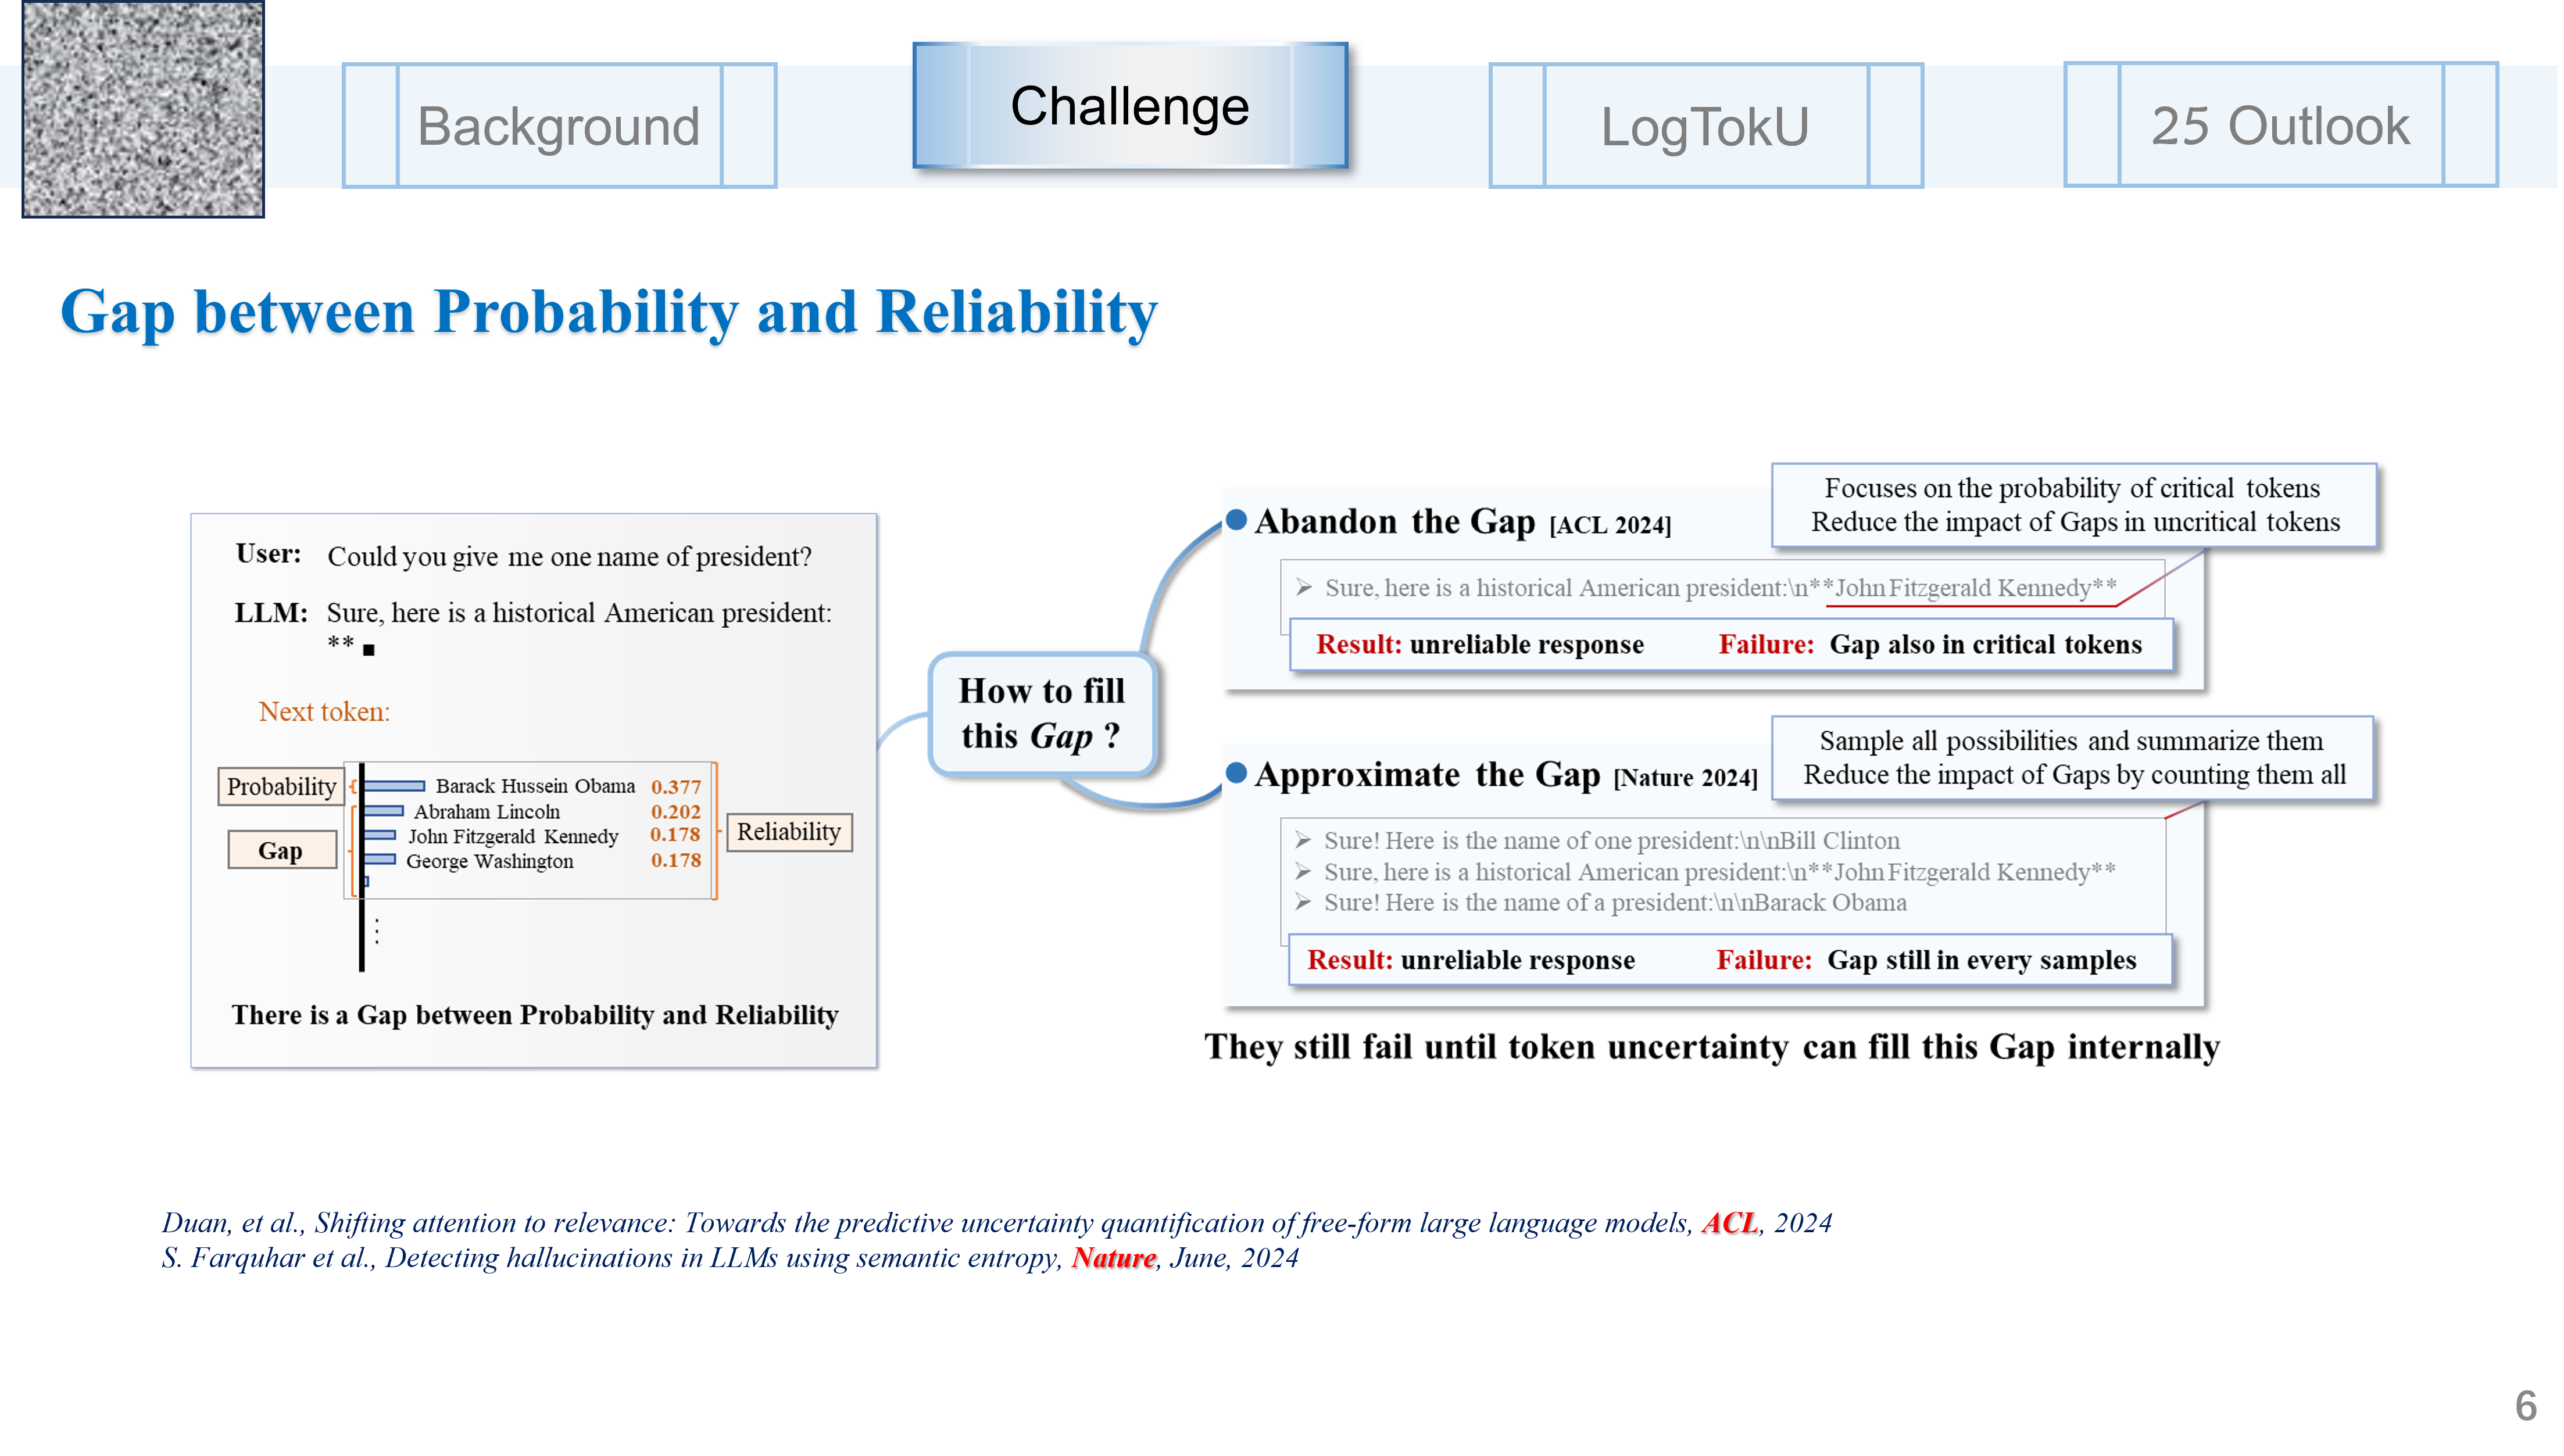 Background
Challenge
LogTokU
25 Outlook
Gap between Probability and Reliability
User: Could you give me one name of president?
LLM: Sure, here is a historical American president:
** ■
Next token:
Probability
Gap
Barack Hussein Obama 0.377
Abraham Lincoln 0.202
John Fitzgerald Kennedy 0.178
George Washington 0.178
⋮
Reliability
There is a Gap between Probability and Reliability
How to fill
this Gap ?
Abandon the Gap [ACL 2024]
Focuses on the probability of critical tokens
Reduce the impact of Gaps in uncritical tokens
➢ Sure, here is a historical American president:\n**John Fitzgerald Kennedy**
Result: unreliable response Failure: Gap also in critical tokens
Approximate the Gap [Nature 2024]
Sample all possibilities and summarize them
Reduce the impact of Gaps by counting them all
➢ Sure! Here is the name of one president:\n\nBill Clinton
➢ Sure, here is a historical American president:\n**John Fitzgerald Kennedy**
➢ Sure! Here is the name of a president:\n\nBarack Obama
Result: unreliable response Failure: Gap still in every samples
They still fail until token uncertainty can fill this Gap internally
Duan, et al., Shifting attention to relevance: Towards the predictive uncertainty quantification of free-form large language models, ACL, 2024
S. Farquhar et al., Detecting hallucinations in LLMs using semantic entropy, Nature, June, 2024
6